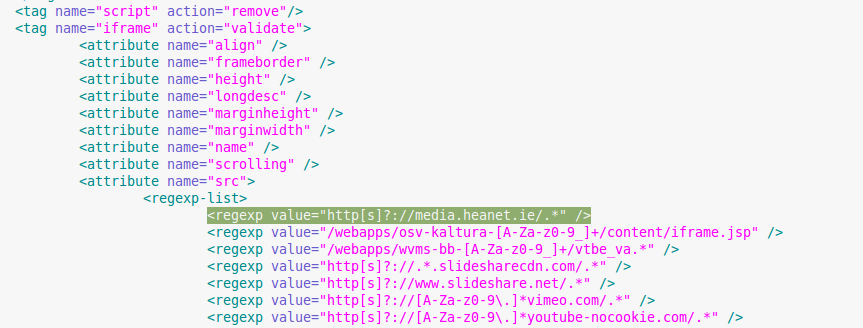 <tag name="script" action="remove"/>
<tag name="iframe" action="validate">
<attribute name="align" />
<attribute name="frameborder" />
<attribute name="height" />
<attribute name="longdesc" />
<attribute name="marginheight" />
<attribute name="marginwidth" />
<attribute name="name" />
<attribute name="scrolling" />
<attribute name="src">
<regexp-list>
<regexp value="http[s]?://media.heanet.ie/.*" />
<regexp value="/webapps/osv-kaltura-[A-Za-z0-9_]+/content/iframe.jsp" />
<regexp value="/webapps/wvms-bb-[A-Za-z0-9_]+/vtbe_va.*" />
<regexp value="http[s]?://.*.slidesharecdn.com/.*" />
<regexp value="http[s]?://www.slideshare.net/.*" />
<regexp value="http[s]?://[A-Za-z0-9\.]*vimeo.com/.*" />
<regexp value="http[s]?://[A-Za-z0-9\.]*youtube-nocookie.com/.*" />